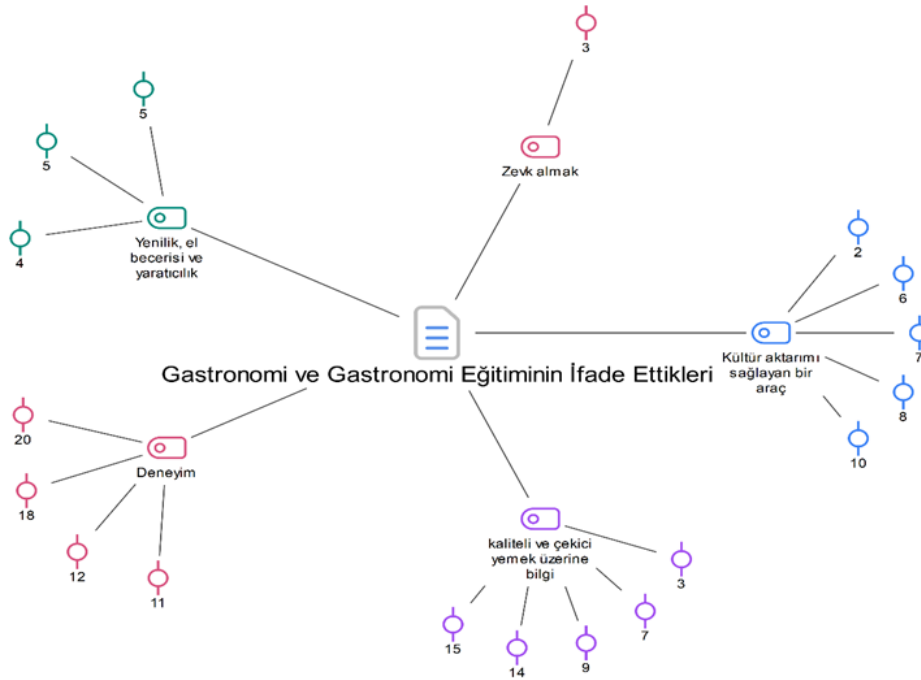 3
Zevk almak
5
5
4
Yenilik, el
becerisi ve
yaratıcılık
2
6
7
8
10
Kültür aktarımı
sağlayan bir
araç
Gastronomi ve Gastronomi Eğitiminin İfade Ettikleri
20
18
12
11
Deneyim
kaliteli ve çekici
yemek üzerine
bilgi
3
7
9
14
15